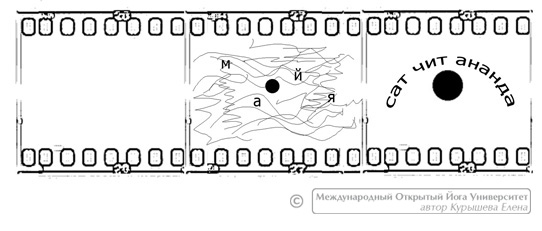 м а й я
сат чит ананда
© Международный Открытый Йога Университет
автор Курышева Елена